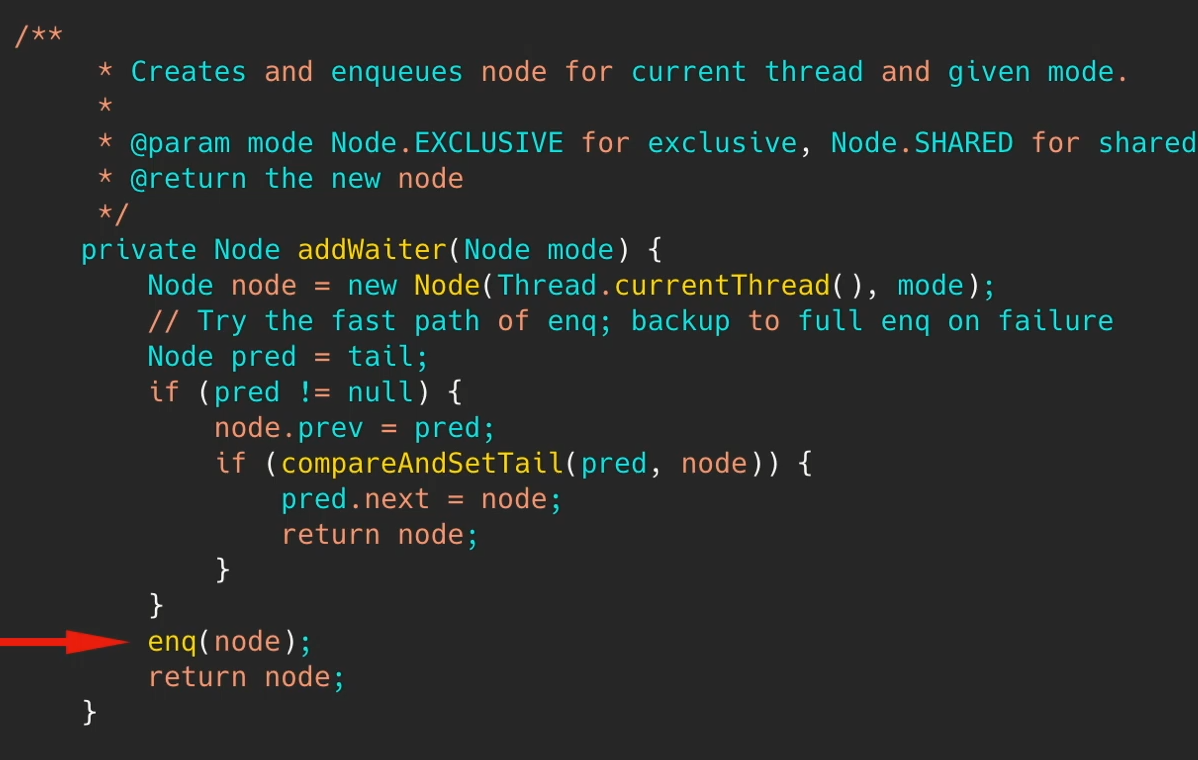 /**
* Creates and enqueues node for current thread and given mode.
*
* @param mode Node.EXCLUSIVE for exclusive, Node.SHARED for shared
* @return the new node
*/
private Node addWaiter(Node mode) {
Node node = new Node(Thread.currentThread(), mode);
// Try the fast path of enq; backup to full enq on failure
Node pred = tail;
if (pred != null) {
node.prev = pred;
if (compareAndSetTail(pred, node)) {
pred.next = node;
return node;
}
}
enq(node);
return node;
}